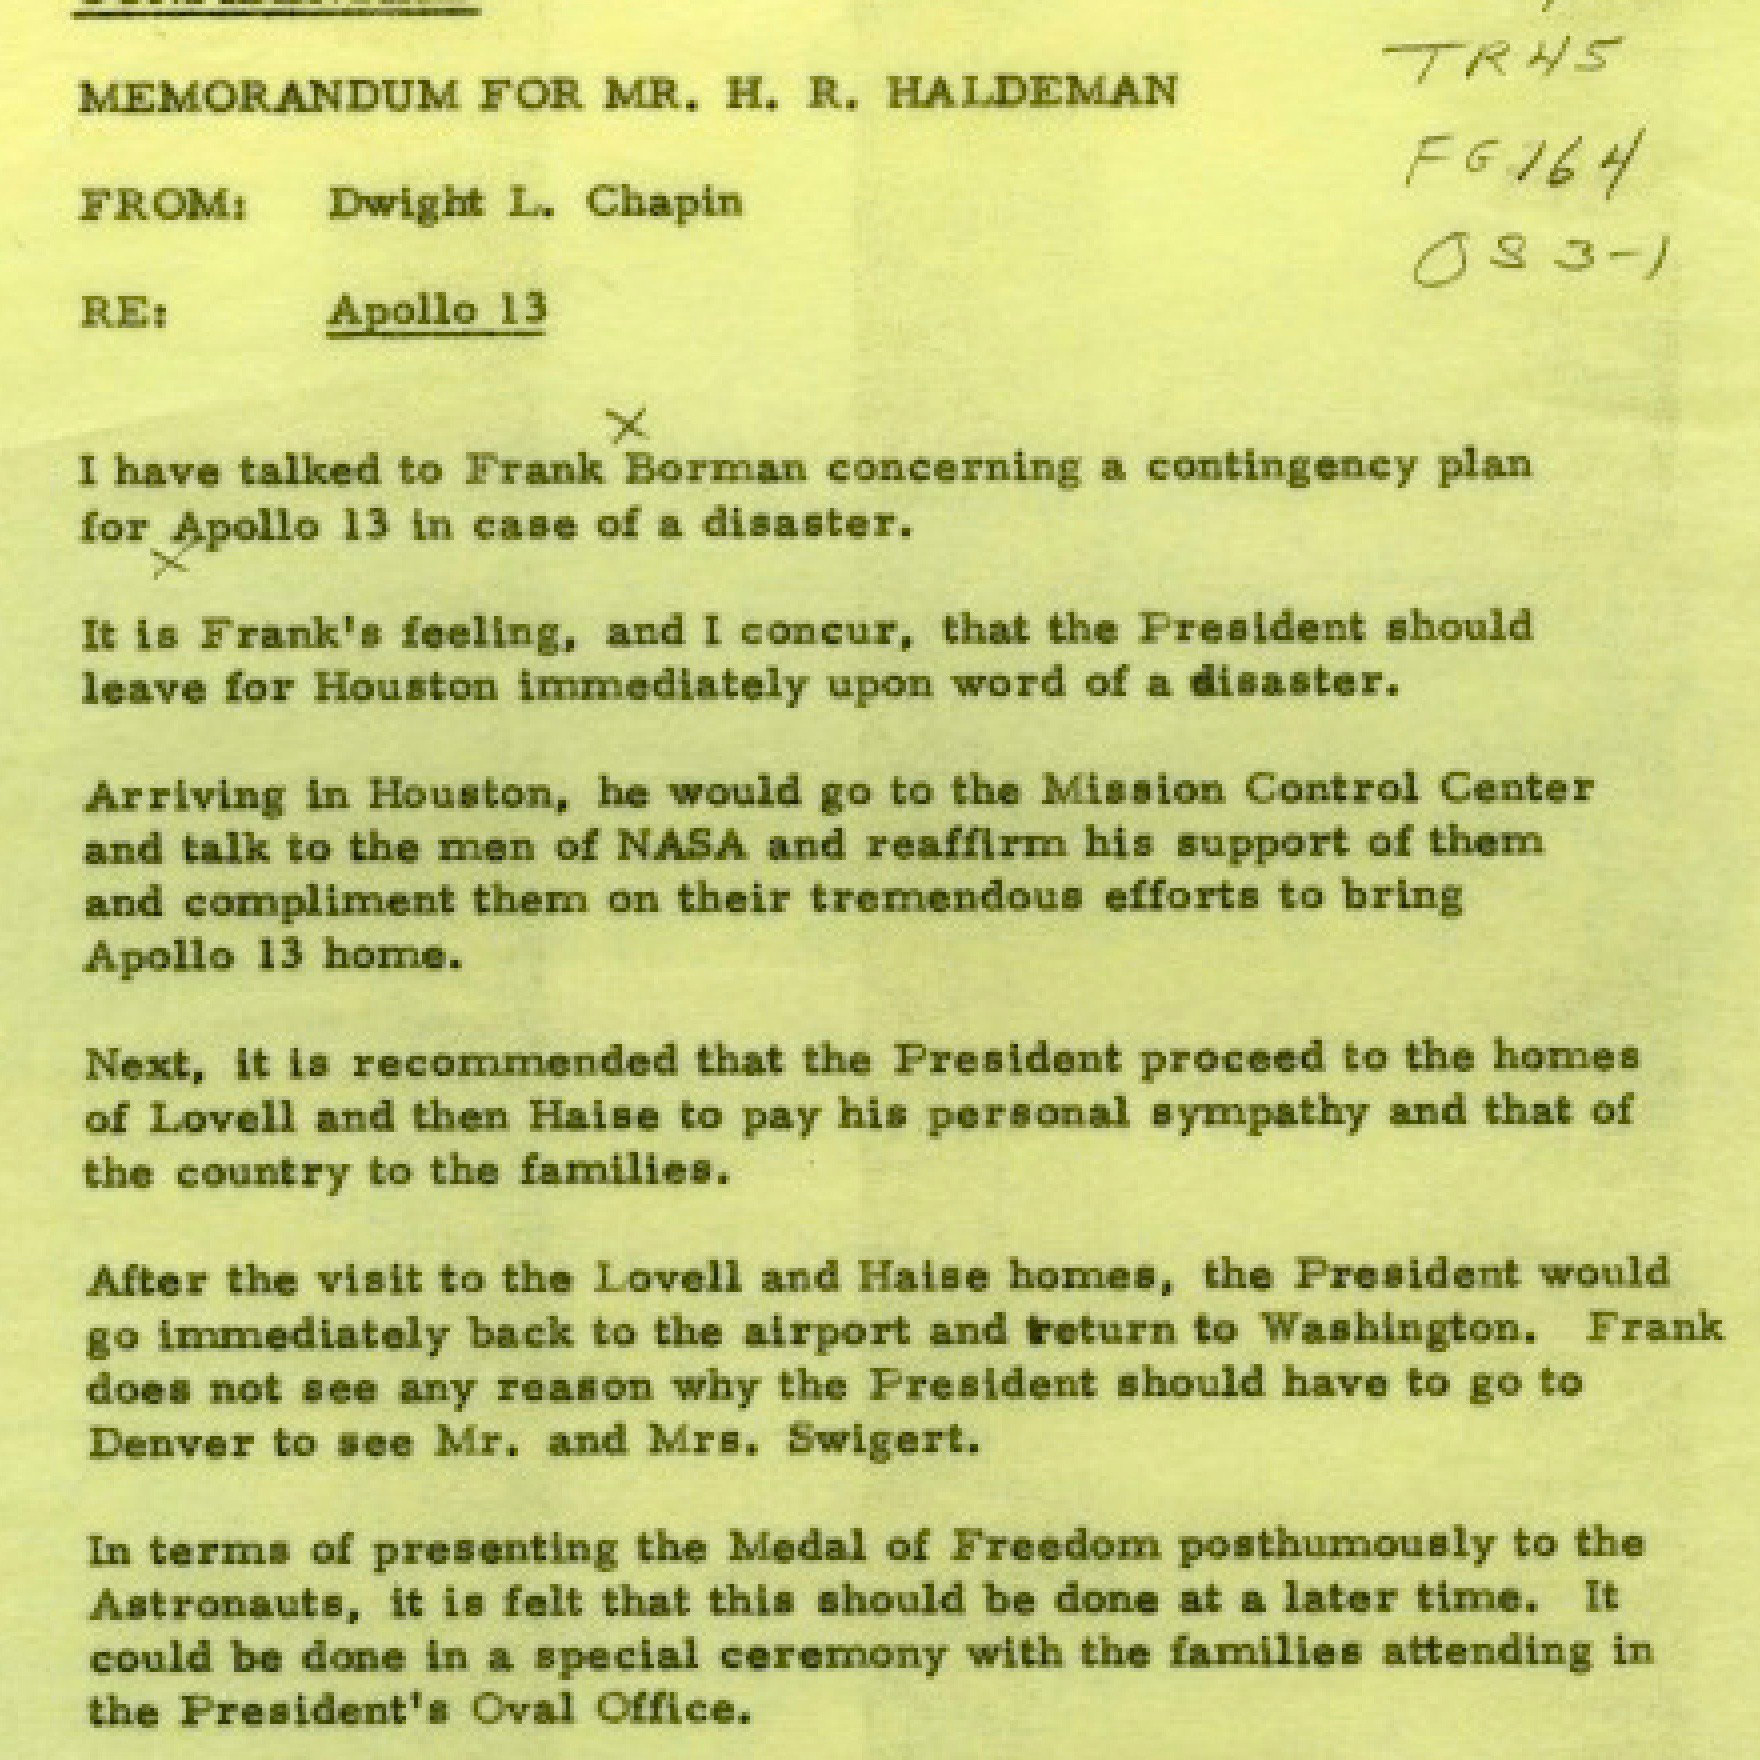 MEMORANDUM FOR MR. H. R. HALDEMAN
TR 45
FG 164
FROM: Dwight L. Chapin
OS 3-1
RE: Apollo 13
x
I have talked to Frank Borman concerning a contingency plan
for Apollo 13 in case of a disaster.
x
It is Frank's feeling, and I concur, that the President should
leave for Houston immediately upon word of a disaster.
Arriving in Houston, he would go to the Mission Control Center
and talk to the men of NASA and reaffirm his support of them
and compliment them on their tremendous efforts to bring
Apollo 13 home.
Next, it is recommended that the President proceed to the homes
of Lovell and then Haise to pay his personal sympathy and that of
the country to the families.
After the visit to the Lovell and Haise homes, the President would
go immediately back to the airport and return to Washington. Frank
does not see any reason why the President should have to go to
Denver to see Mr. and Mrs. Swigert.
In terms of presenting the Medal of Freedom posthumously to the
Astronauts, it is felt that this should be done at a later time. It
could be done in a special ceremony with the families attending in
the President's Oval Office.